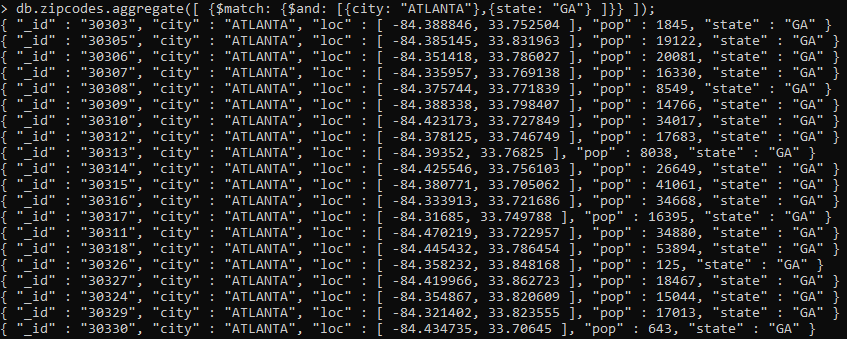 > db.zipcodes.aggregate([ {$match: {$and: [{city: "ATLANTA"},{state: "GA"} ]}} ]);
{ "_id" : "30303", "city" : "ATLANTA", "loc" : [ -84.388846, 33.752504 ], "pop" : 1845, "state" : "GA" }
{ "_id" : "30305", "city" : "ATLANTA", "loc" : [ -84.385145, 33.831963 ], "pop" : 19122, "state" : "GA" }
{ "_id" : "30306", "city" : "ATLANTA", "loc" : [ -84.351418, 33.786027 ], "pop" : 20081, "state" : "GA" }
{ "_id" : "30307", "city" : "ATLANTA", "loc" : [ -84.335957, 33.769138 ], "pop" : 16330, "state" : "GA" }
{ "_id" : "30308", "city" : "ATLANTA", "loc" : [ -84.375744, 33.771839 ], "pop" : 8549, "state" : "GA" }
{ "_id" : "30309", "city" : "ATLANTA", "loc" : [ -84.388338, 33.798407 ], "pop" : 14766, "state" : "GA" }
{ "_id" : "30310", "city" : "ATLANTA", "loc" : [ -84.423173, 33.727849 ], "pop" : 34017, "state" : "GA" }
{ "_id" : "30312", "city" : "ATLANTA", "loc" : [ -84.378125, 33.746749 ], "pop" : 17683, "state" : "GA" }
{ "_id" : "30313", "city" : "ATLANTA", "loc" : [ -84.39352, 33.76825 ], "pop" : 8038, "state" : "GA" }
{ "_id" : "30314", "city" : "ATLANTA", "loc" : [ -84.425546, 33.756103 ], "pop" : 26649, "state" : "GA" }
{ "_id" : "30315", "city" : "ATLANTA", "loc" : [ -84.380771, 33.705062 ], "pop" : 41061, "state" : "GA" }
{ "_id" : "30316", "city" : "ATLANTA", "loc" : [ -84.333913, 33.721686 ], "pop" : 34668, "state" : "GA" }
{ "_id" : "30317", "city" : "ATLANTA", "loc" : [ -84.31685, 33.749788 ], "pop" : 16395, "state" : "GA" }
{ "_id" : "30311", "city" : "ATLANTA", "loc" : [ -84.470219, 33.722957 ], "pop" : 34880, "state" : "GA" }
{ "_id" : "30318", "city" : "ATLANTA", "loc" : [ -84.445432, 33.786454 ], "pop" : 53894, "state" : "GA" }
{ "_id" : "30326", "city" : "ATLANTA", "loc" : [ -84.358232, 33.848168 ], "pop" : 125, "state" : "GA" }
{ "_id" : "30327", "city" : "ATLANTA", "loc" : [ -84.419966, 33.862723 ], "pop" : 18467, "state" : "GA" }
{ "_id" : "30324", "city" : "ATLANTA", "loc" : [ -84.354867, 33.820609 ], "pop" : 15044, "state" : "GA" }
{ "_id" : "30329", "city" : "ATLANTA", "loc" : [ -84.321402, 33.823555 ], "pop" : 17013, "state" : "GA" }
{ "_id" : "30330", "city" : "ATLANTA", "loc" : [ -84.434735, 33.70645 ], "pop" : 643, "state" : "GA" }